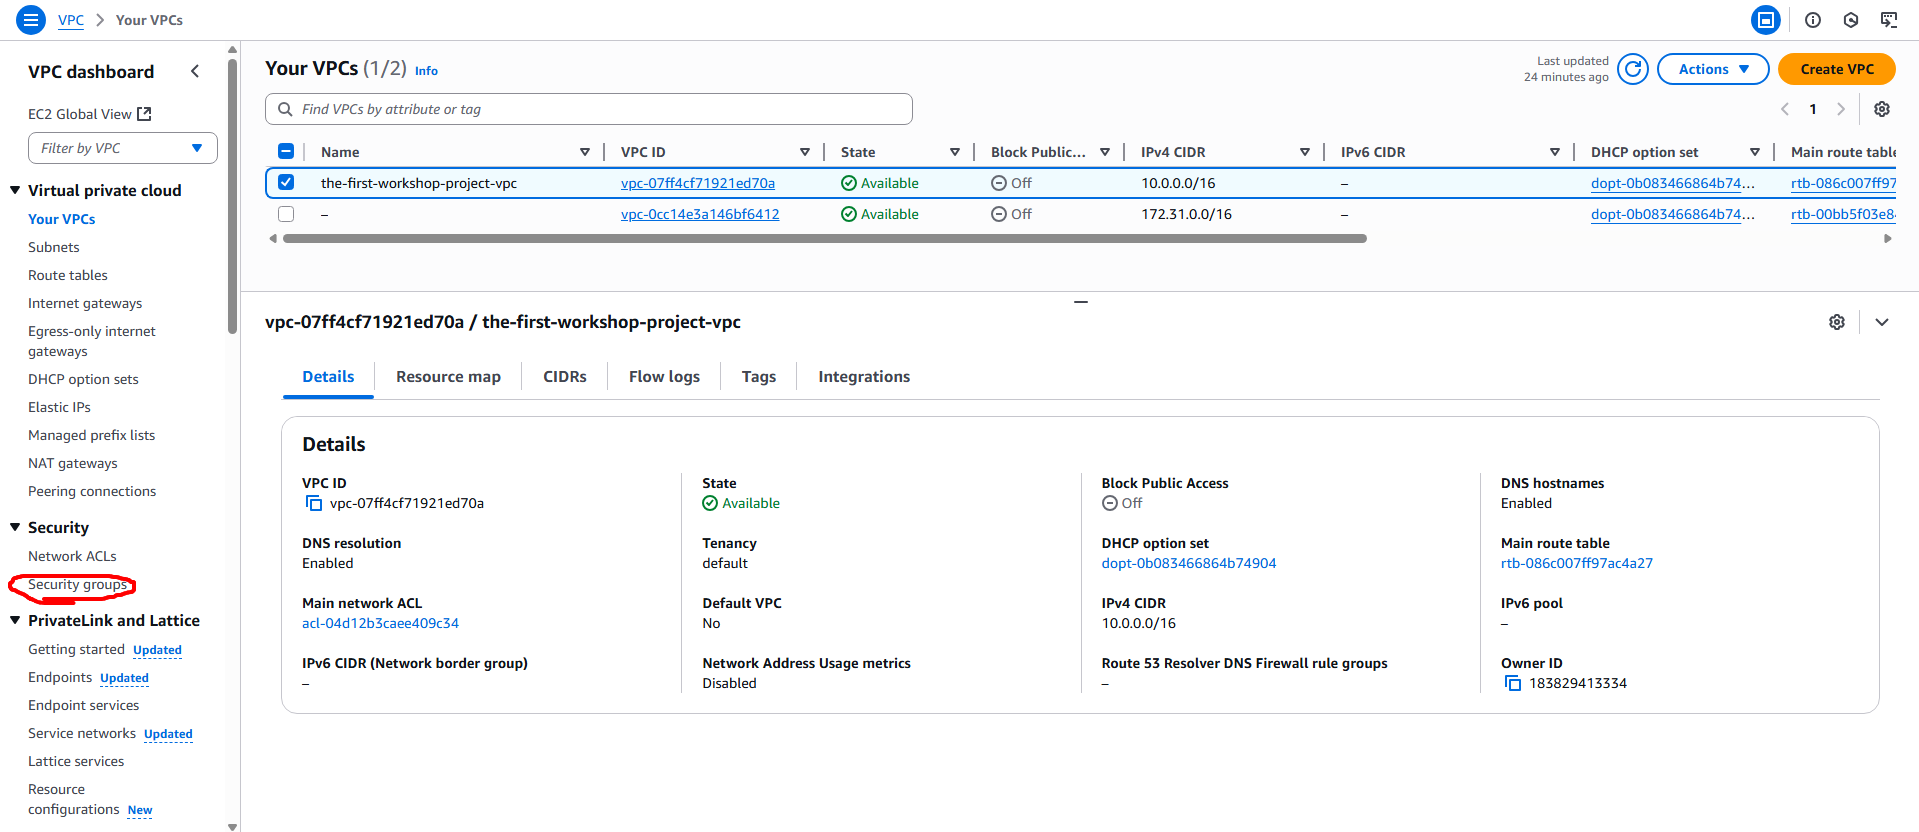 VPC > Your VPCs
VPC dashboard
EC2 Global View
Filter by VPC
Virtual private cloud
Your VPCs
Subnets
Route tables
Internet gateways
Egress-only internet
gateways
DHCP option sets
Elastic IPs
Managed prefix lists
NAT gateways
Peering connections
Security
Network ACLs
Security groups
PrivateLink and Lattice
Getting started Updated
Endpoints Updated
Endpoint services
Service networks Updated
Lattice services
Resource
configurations New
Your VPCs (1/2) Info
Last updated
24 minutes ago
Actions
Create VPC
Find VPCs by attribute or tag
1
Name VPC ID State Block Public... IPv4 CIDR IPv6 CIDR DHCP option set Main route table
the-first-workshop-project-vpc vpc-07ff4cf71921ed70a Available Off 10.0.0.0/16 – dopt-0b083466864b74... rtb-086c007ff97
– vpc-0cc14e3a146bf6412 Available Off 172.31.0.0/16 – dopt-0b083466864b74... rtb-00bb5f03e84
vpc-07ff4cf71921ed70a / the-first-workshop-project-vpc
Details Resource map CIDRs Flow logs Tags Integrations
Details
VPC ID
vpc-07ff4cf71921ed70a
State
Available
Block Public Access
Off
DNS hostnames
Enabled
DNS resolution
Enabled
Tenancy
default
DHCP option set
dopt-0b083466864b74904
Main route table
rtb-086c007ff97ac4a27
Main network ACL
acl-04d12b3caee409c34
Default VPC
No
IPv4 CIDR
10.0.0.0/16
IPv6 pool
–
IPv6 CIDR (Network border group)
–
Network Address Usage metrics
Disabled
Route 53 Resolver DNS Firewall rule groups
–
Owner ID
183829413334